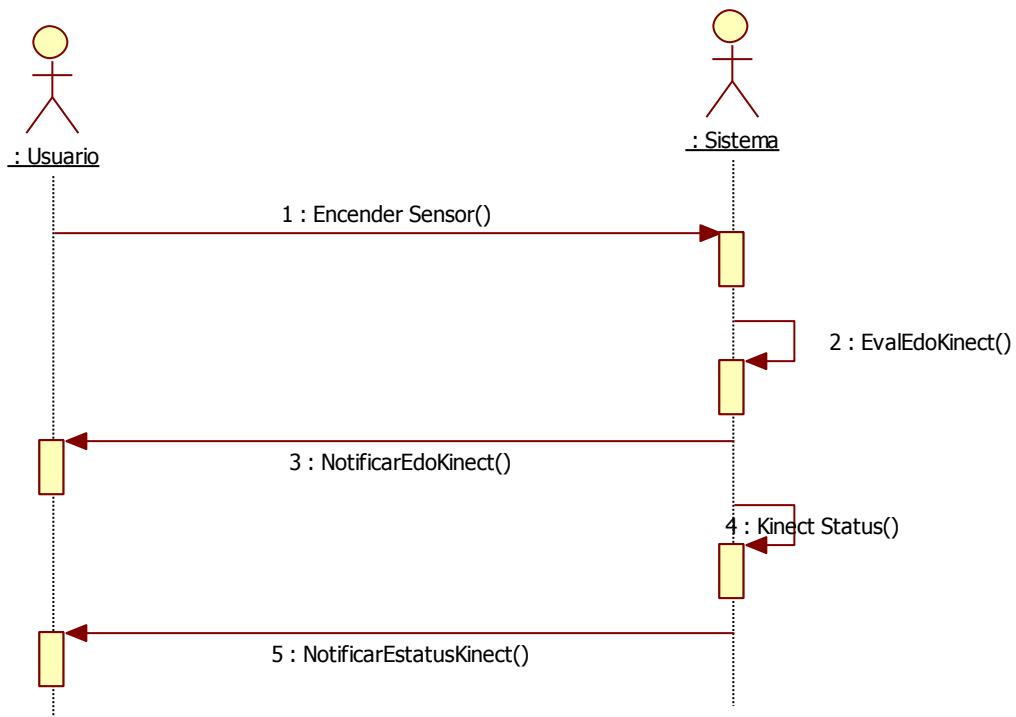 : Usuario
: Sistema
1 : Encender Sensor()
2 : EvalEdoKinect()
3 : NotificarEdoKinect()
4 : Kinect Status()
5 : NotificarEstatusKinect()